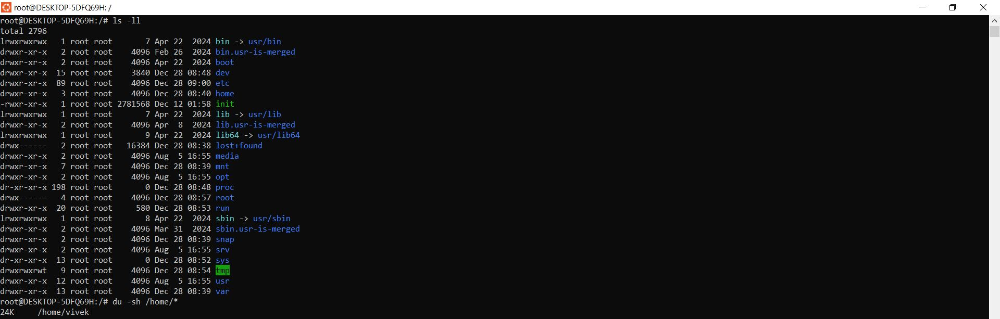 root@DESKTOP-5DFQ69H: /
root@DESKTOP-5DFQ69H:/# ls -ll
total 2796
lrwxrwxrwx   1 root root       7 Apr 22  2024 bin -> usr/bin
drwxr-xr-x   2 root root    4096 Feb 26  2024 bin.usr-is-merged
drwxr-xr-x   2 root root    4096 Apr 22  2024 boot
drwxr-xr-x  15 root root    3840 Dec 28 08:48 dev
drwxr-xr-x  89 root root    4096 Dec 28 09:00 etc
drwxr-xr-x   3 root root    4096 Dec 28 08:40 home
-rwxr-xr-x   1 root root 2781568 Dec 12 01:58 init
lrwxrwxrwx   1 root root       7 Apr 22  2024 lib -> usr/lib
drwxr-xr-x   2 root root    4096 Apr  8  2024 lib.usr-is-merged
lrwxrwxrwx   1 root root       9 Apr 22  2024 lib64 -> usr/lib64
drwx------   2 root root   16384 Dec 28 08:38 lost+found
drwxr-xr-x   2 root root    4096 Aug  5 16:55 media
drwxr-xr-x   7 root root    4096 Dec 28 08:39 mnt
drwxr-xr-x   2 root root    4096 Aug  5 16:55 opt
dr-xr-xr-x 198 root root       0 Dec 28 08:48 proc
drwx------   4 root root    4096 Dec 28 08:57 root
drwxr-xr-x  20 root root     580 Dec 28 08:53 run
lrwxrwxrwx   1 root root       8 Apr 22  2024 sbin -> usr/sbin
drwxr-xr-x   2 root root    4096 Mar 31  2024 sbin.usr-is-merged
drwxr-xr-x   2 root root    4096 Dec 28 08:39 snap
drwxr-xr-x   2 root root    4096 Aug  5 16:55 srv
dr-xr-xr-x  13 root root       0 Dec 28 08:52 sys
drwxrwxrwt   9 root root    4096 Dec 28 08:54 tmp
drwxr-xr-x  12 root root    4096 Aug  5 16:55 usr
drwxr-xr-x  13 root root    4096 Dec 28 08:39 var
root@DESKTOP-5DFQ69H:/# du -sh /home/*
24K     /home/vivek